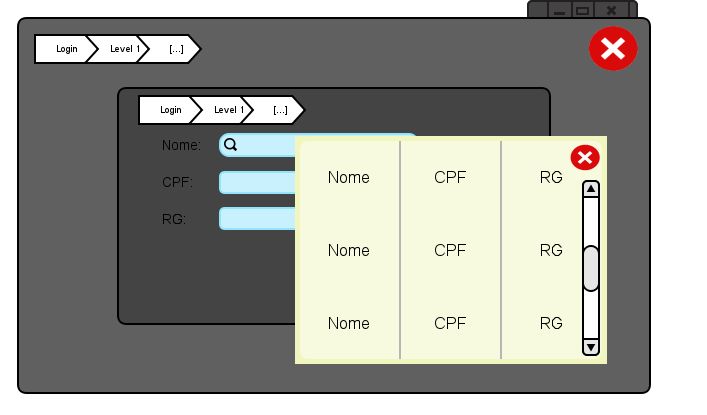 Login Level 1 [...]
Login Level 1 [...]
Nome:
CPF:
RG:
Nome CPF RG
Nome CPF RG
Nome CPF RG